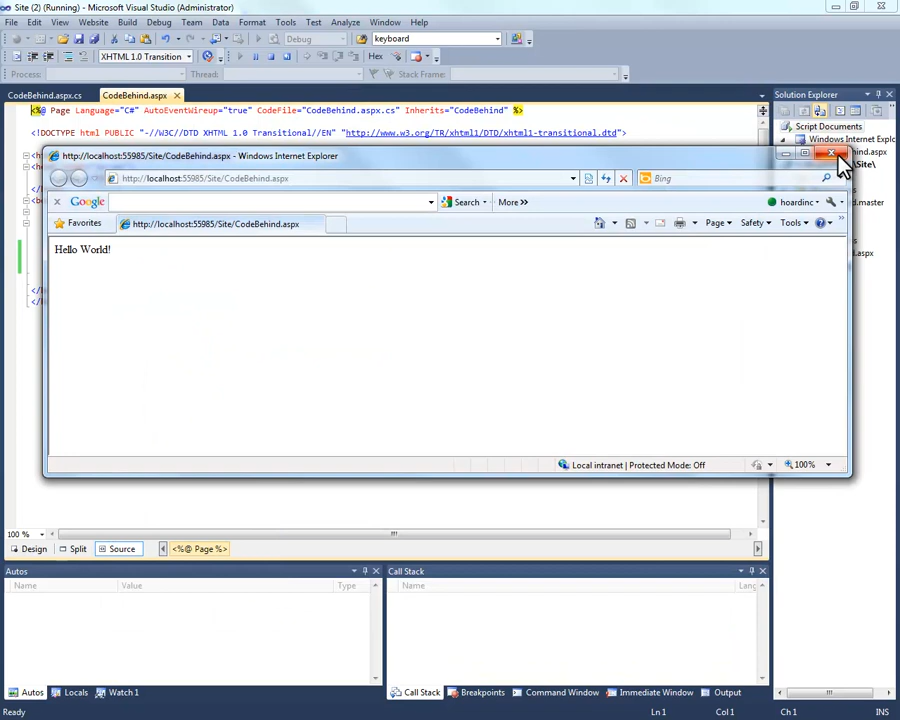 Site (2) (Running) - Microsoft Visual Studio (Administrator)
File Edit View Website Build Debug Team Data Format Tools Test Analyze Window Help
Debug keyboard
XHTML 1.0 Transition Hex
Process: Thread: Stack Frame:
CodeBehind.aspx.cs CodeBehind.aspx
Solution Explorer
<%@ Page Language="C#" AutoEventWireup="true" CodeFile="CodeBehind.aspx.cs" Inherits="CodeBehind" %>
Script Documents
<!DOCTYPE html PUBLIC "-//W3C//DTD XHTML 1.0 Transitional//EN" "http://www.w3.org/TR/xhtml1/DTD/xhtml1-transitional.dtd">
Windows Internet Explo
http://localhost:55985/Site/CodeBehind.aspx - Windows Internet Explorer
http://localhost:55985/Site/CodeBehind.aspx Bing
Google Search More »
hoardinc
Favorites http://localhost:55985/Site/CodeBehind.aspx Page Safety Tools
Hello World!
Local intranet | Protected Mode: Off 100%
100 %
Design Split Source <%@ Page %>
Autos Call Stack
Name Value Type Name Lang
Autos Locals Watch 1 Call Stack Breakpoints Command Window Immediate Window Output
Ready Ln 1 Col 1 Ch 1 INS